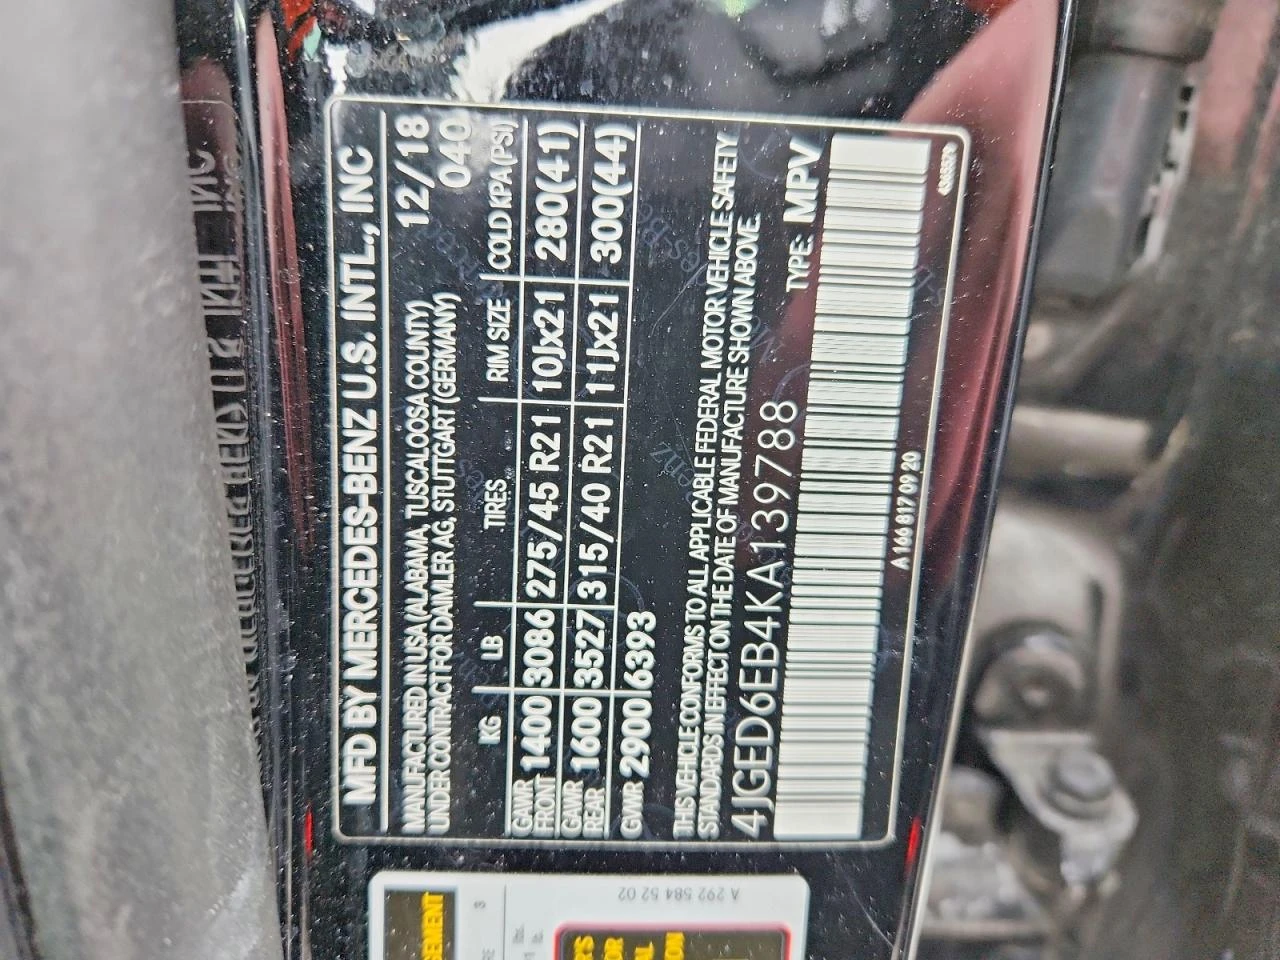 MFD BY MERCEDES-BENZ U.S. INTL., INC
MANUFACTURED IN USA (ALABAMA, TUSCALOOSA COUNTY) 12/18
UNDER CONTRACT FOR DAIMLER AG, STUTTGART (GERMANY) 040
KG LB TIRES RIM SIZE COLD KPA(PSI)
GAWR FRONT 1400 3086 275/45 R21 10Jx21 280(41)
GAWR REAR 1600 3527 315/40 R21 11Jx21 300(44)
GVWR 2900 6393
THIS VEHICLE CONFORMS TO ALL APPLICABLE FEDERAL MOTOR VEHICLE SAFETY
STANDARDS IN EFFECT ON THE DATE OF MANUFACTURE SHOWN ABOVE.
4JGED6EB4KA139788 TYPE: MPV
A 166 817 09 20
A 292 584 52 02